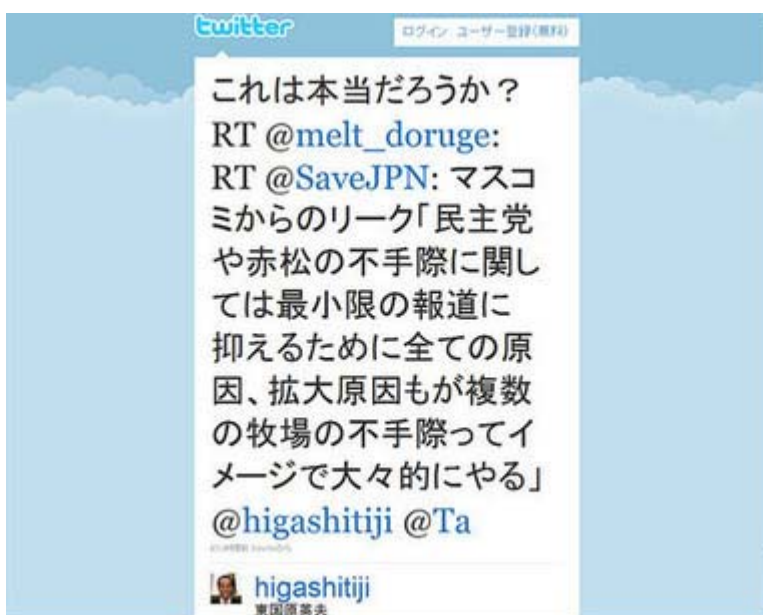 twitter
ログイン ユーザー登録(無料)
これは本当だろうか？
RT @melt_doruge:
RT @SaveJPN: マスコ
ミからのリーク「民主党
や赤松の不手際に関し
ては最小限の報道に
抑えるために全ての原
因、拡大原因もが複数
の牧場の不手際ってイ
メージで大々的にやる」
@higashitiji @Ta
higashitiji
東国原英夫